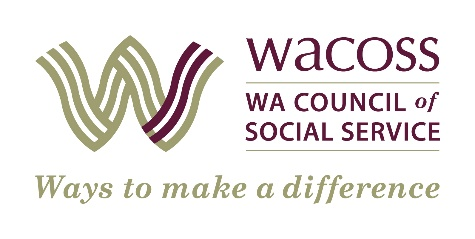 wacoss
WA COUNCIL of
SOCIAL SERVICE
Ways to make a difference